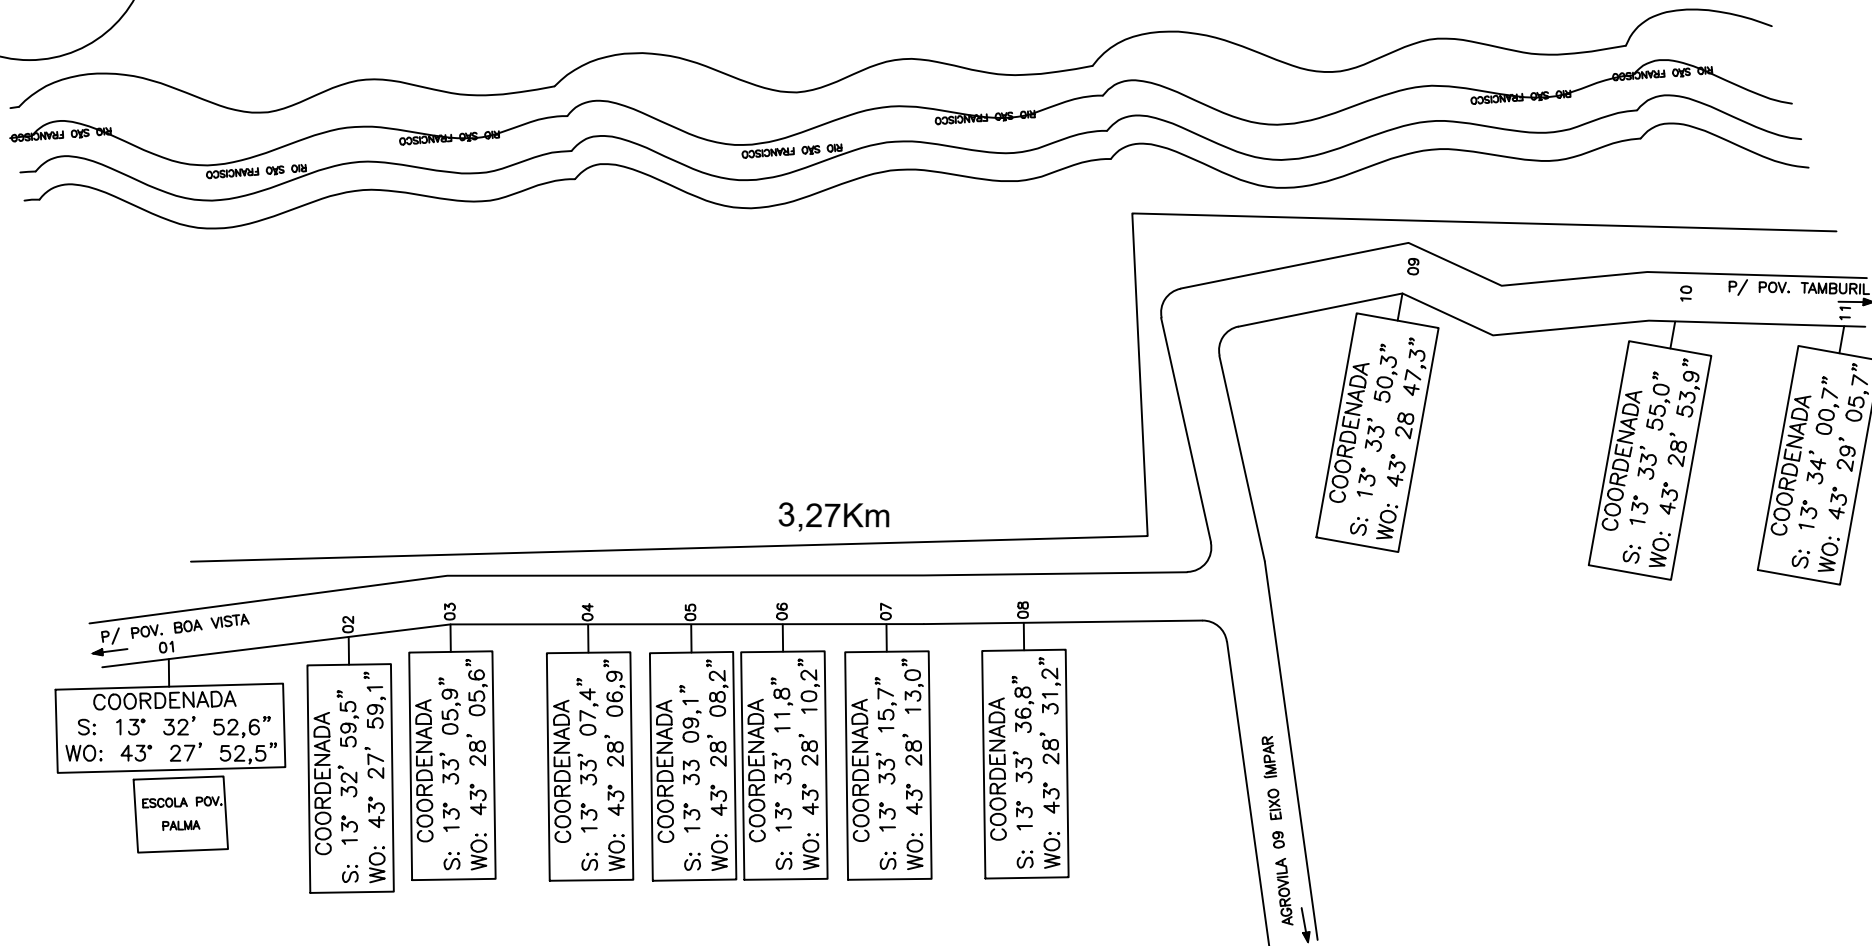 RIO SÃO FRANCISCO
RIO SÃO FRANCISCO
RIO SÃO FRANCISCO
RIO SÃO FRANCISCO
RIO SÃO FRANCISCO
RIO SÃO FRANCISCO
RIO SÃO FRANCISCO
3,27Km
P/ POV. BOA VISTA
01
COORDENADA
S: 13° 32' 52,6"
WO: 43° 27' 52,5"
ESCOLA POV.
PALMA
02
COORDENADA
S: 13° 32' 59,5"
WO: 43° 27' 59,1"
03
COORDENADA
S: 13° 33' 05,9"
WO: 43° 28' 05,6"
04
COORDENADA
S: 13° 33' 07,4"
WO: 43° 28' 06,9"
05
COORDENADA
S: 13° 33 09,1"
WO: 43° 28' 08,2"
06
COORDENADA
S: 13° 33' 11,8"
WO: 43° 28' 10,2"
07
COORDENADA
S: 13° 33' 15,7"
WO: 43° 28' 13,0"
08
COORDENADA
S: 13° 33' 36,8"
WO: 43° 28' 31,2"
AGROVILA 09 EIXO ÍMPAR
09
COORDENADA
S: 13° 33' 50,3"
WO: 43° 28 47,3"
10
COORDENADA
S: 13° 33' 55,0"
WO: 43° 28' 53,9"
P/ POV. TAMBURIL
11
COORDENADA
S: 13° 34' 00,7"
WO: 43° 29' 05,7"